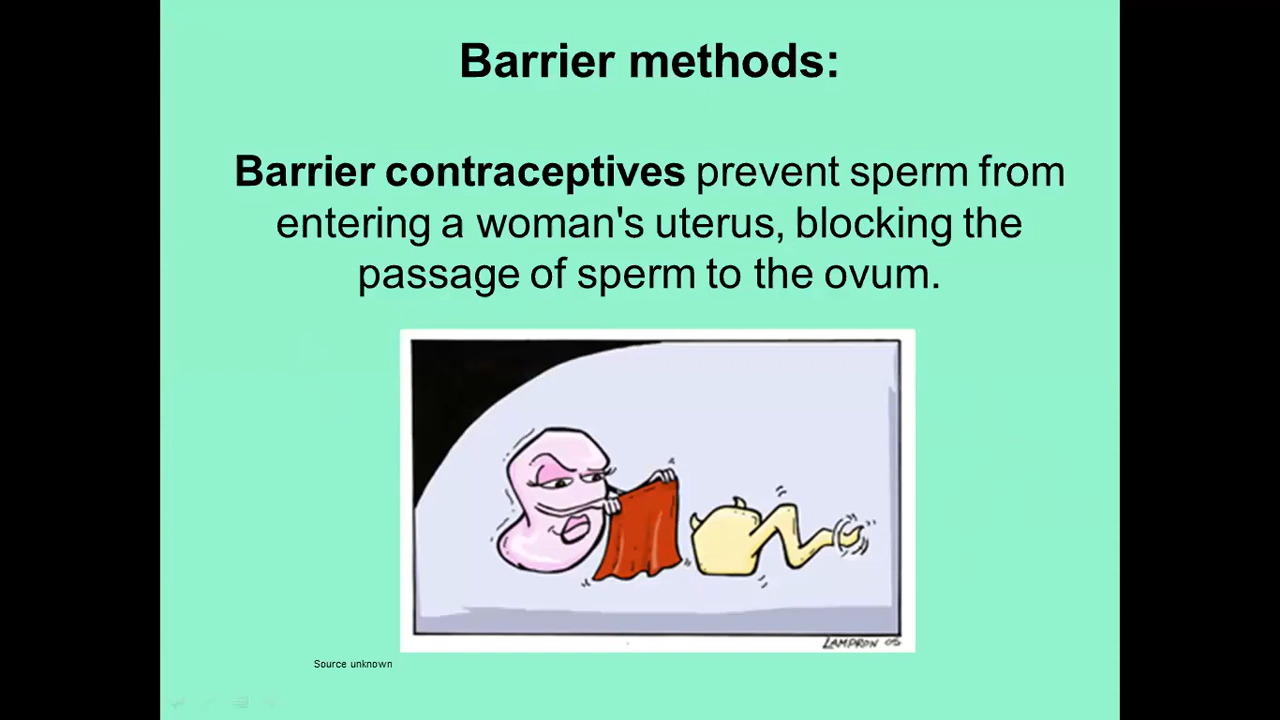 Barrier methods:
Barrier contraceptives prevent sperm from
entering a woman's uterus, blocking the
passage of sperm to the ovum.
LAMPRON 05
Source unknown